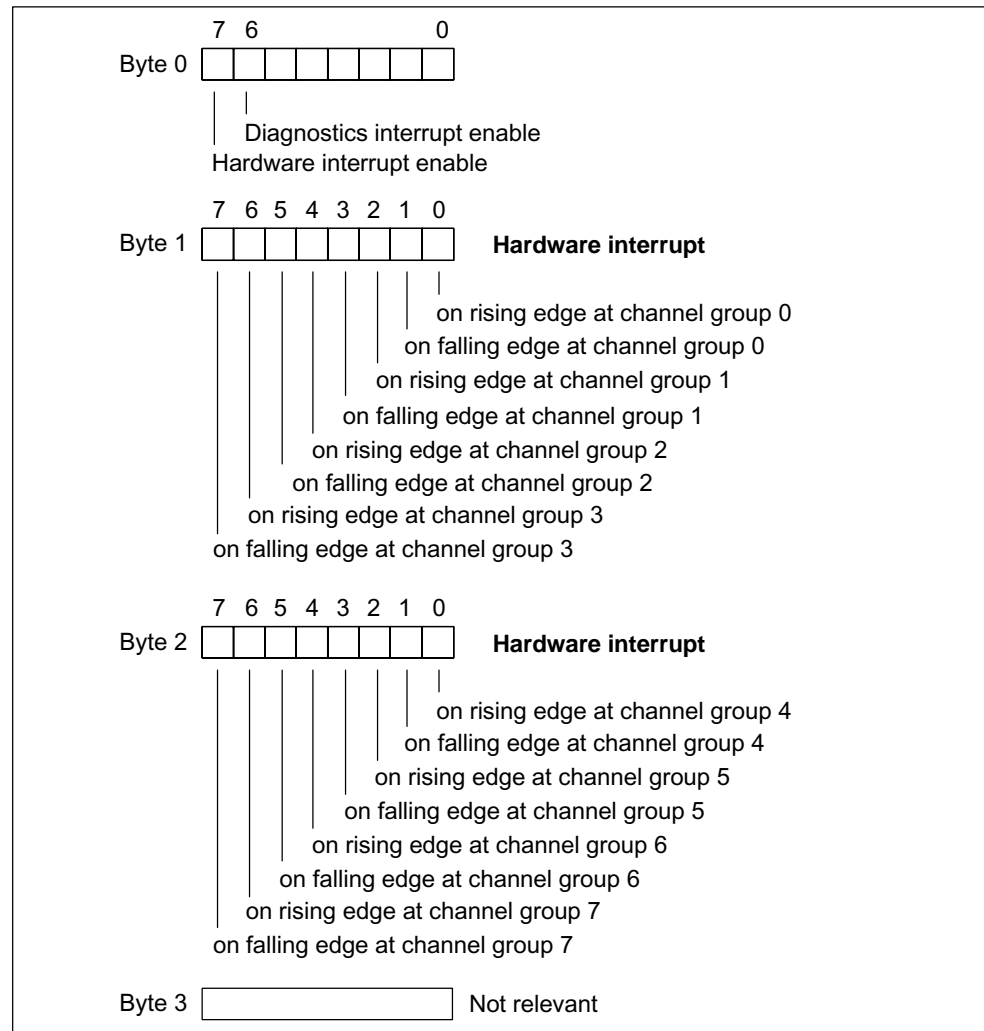 7 6 0
Byte 0
Diagnostics interrupt enable
Hardware interrupt enable
7 6 5 4 3 2 1 0
Byte 1 Hardware interrupt
on rising edge at channel group 0
on falling edge at channel group 0
on rising edge at channel group 1
on falling edge at channel group 1
on rising edge at channel group 2
on falling edge at channel group 2
on rising edge at channel group 3
on falling edge at channel group 3
7 6 5 4 3 2 1 0
Byte 2 Hardware interrupt
on rising edge at channel group 4
on falling edge at channel group 4
on rising edge at channel group 5
on falling edge at channel group 5
on rising edge at channel group 6
on falling edge at channel group 6
on rising edge at channel group 7
on falling edge at channel group 7
Byte 3 Not relevant